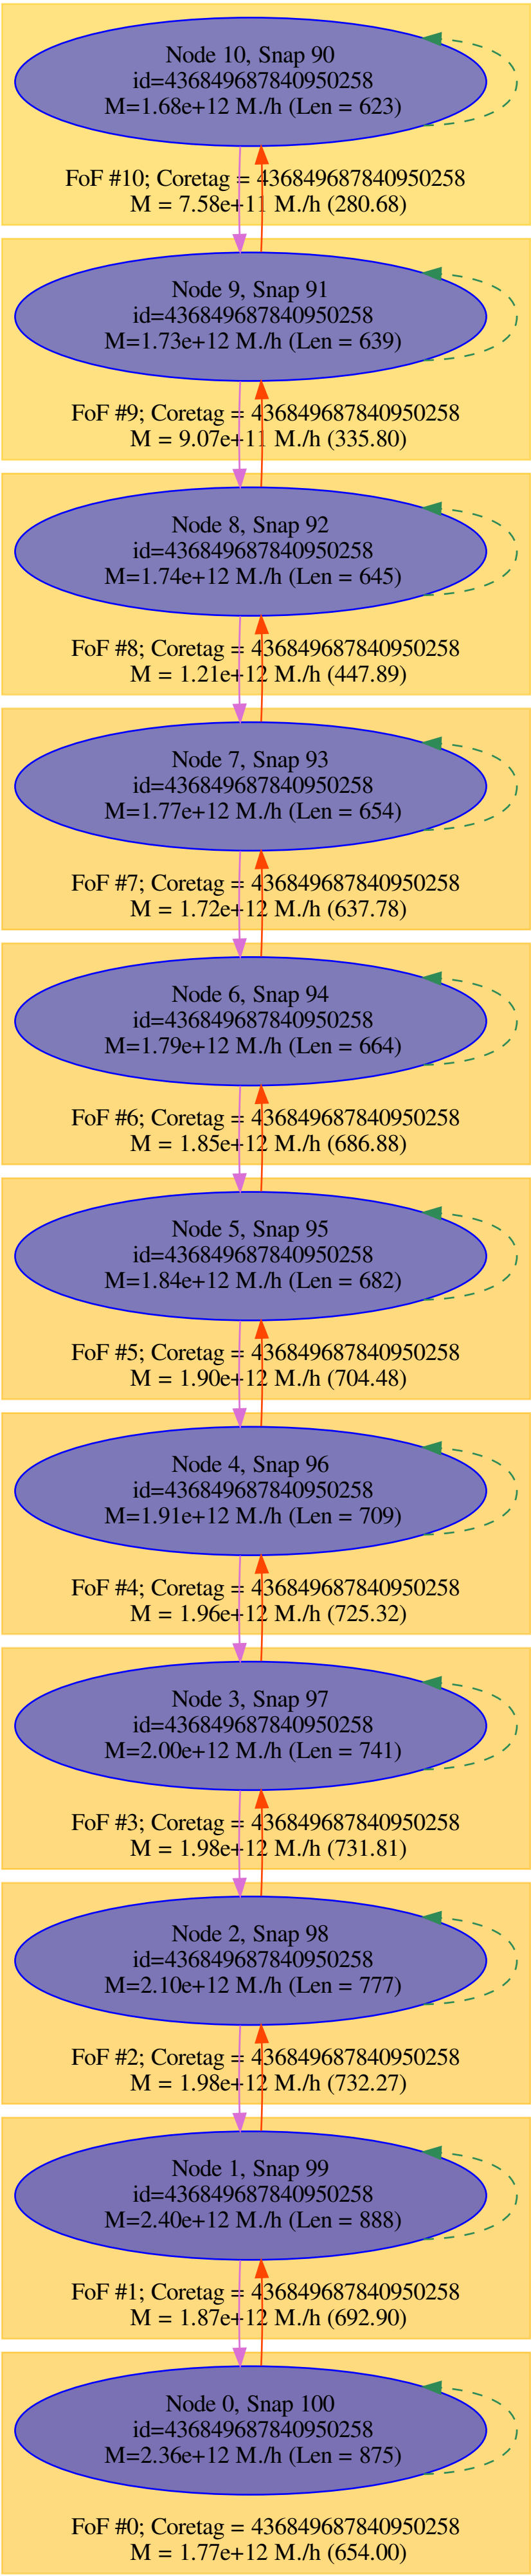 Node 10, Snap 90
id=436849687840950258
M=1.68e+12 M./h (Len = 623)
FoF #10; Coretag = 436849687840950258
M = 7.58e+11 M./h (280.68)
Node 9, Snap 91
id=436849687840950258
M=1.73e+12 M./h (Len = 639)
FoF #9; Coretag = 436849687840950258
M = 9.07e+11 M./h (335.80)
Node 8, Snap 92
id=436849687840950258
M=1.74e+12 M./h (Len = 645)
FoF #8; Coretag = 436849687840950258
M = 1.21e+12 M./h (447.89)
Node 7, Snap 93
id=436849687840950258
M=1.77e+12 M./h (Len = 654)
FoF #7; Coretag = 436849687840950258
M = 1.72e+12 M./h (637.78)
Node 6, Snap 94
id=436849687840950258
M=1.79e+12 M./h (Len = 664)
FoF #6; Coretag = 436849687840950258
M = 1.85e+12 M./h (686.88)
Node 5, Snap 95
id=436849687840950258
M=1.84e+12 M./h (Len = 682)
FoF #5; Coretag = 436849687840950258
M = 1.90e+12 M./h (704.48)
Node 4, Snap 96
id=436849687840950258
M=1.91e+12 M./h (Len = 709)
FoF #4; Coretag = 436849687840950258
M = 1.96e+12 M./h (725.32)
Node 3, Snap 97
id=436849687840950258
M=2.00e+12 M./h (Len = 741)
FoF #3; Coretag = 436849687840950258
M = 1.98e+12 M./h (731.81)
Node 2, Snap 98
id=436849687840950258
M=2.10e+12 M./h (Len = 777)
FoF #2; Coretag = 436849687840950258
M = 1.98e+12 M./h (732.27)
Node 1, Snap 99
id=436849687840950258
M=2.40e+12 M./h (Len = 888)
FoF #1; Coretag = 436849687840950258
M = 1.87e+12 M./h (692.90)
Node 0, Snap 100
id=436849687840950258
M=2.36e+12 M./h (Len = 875)
FoF #0; Coretag = 436849687840950258
M = 1.77e+12 M./h (654.00)